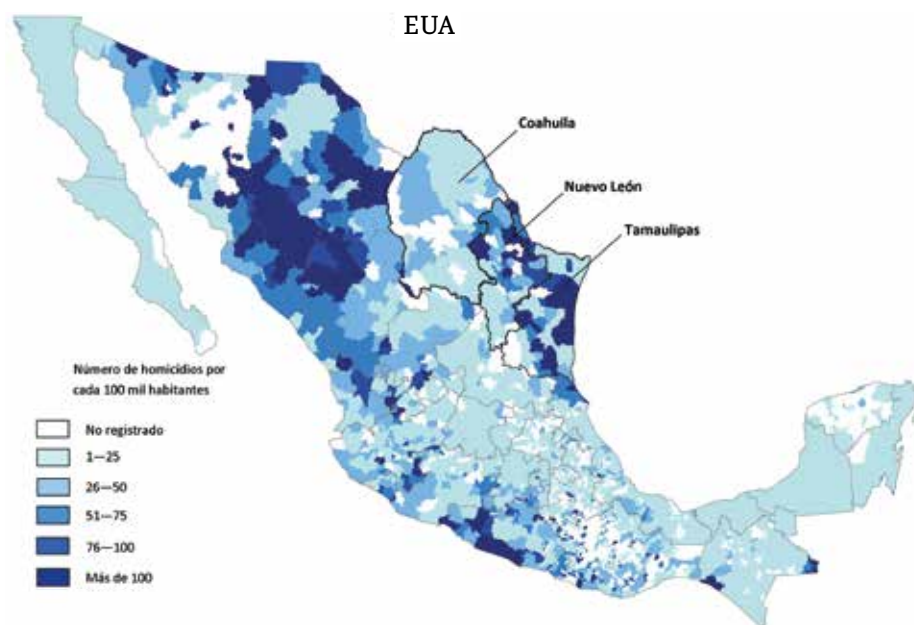 EUA
Coahuila
Nuevo León
Tamaulipas
Número de homicidios por
cada 100 mil habitantes
No registrado
1—25
26—50
51—75
76—100
Más de 100